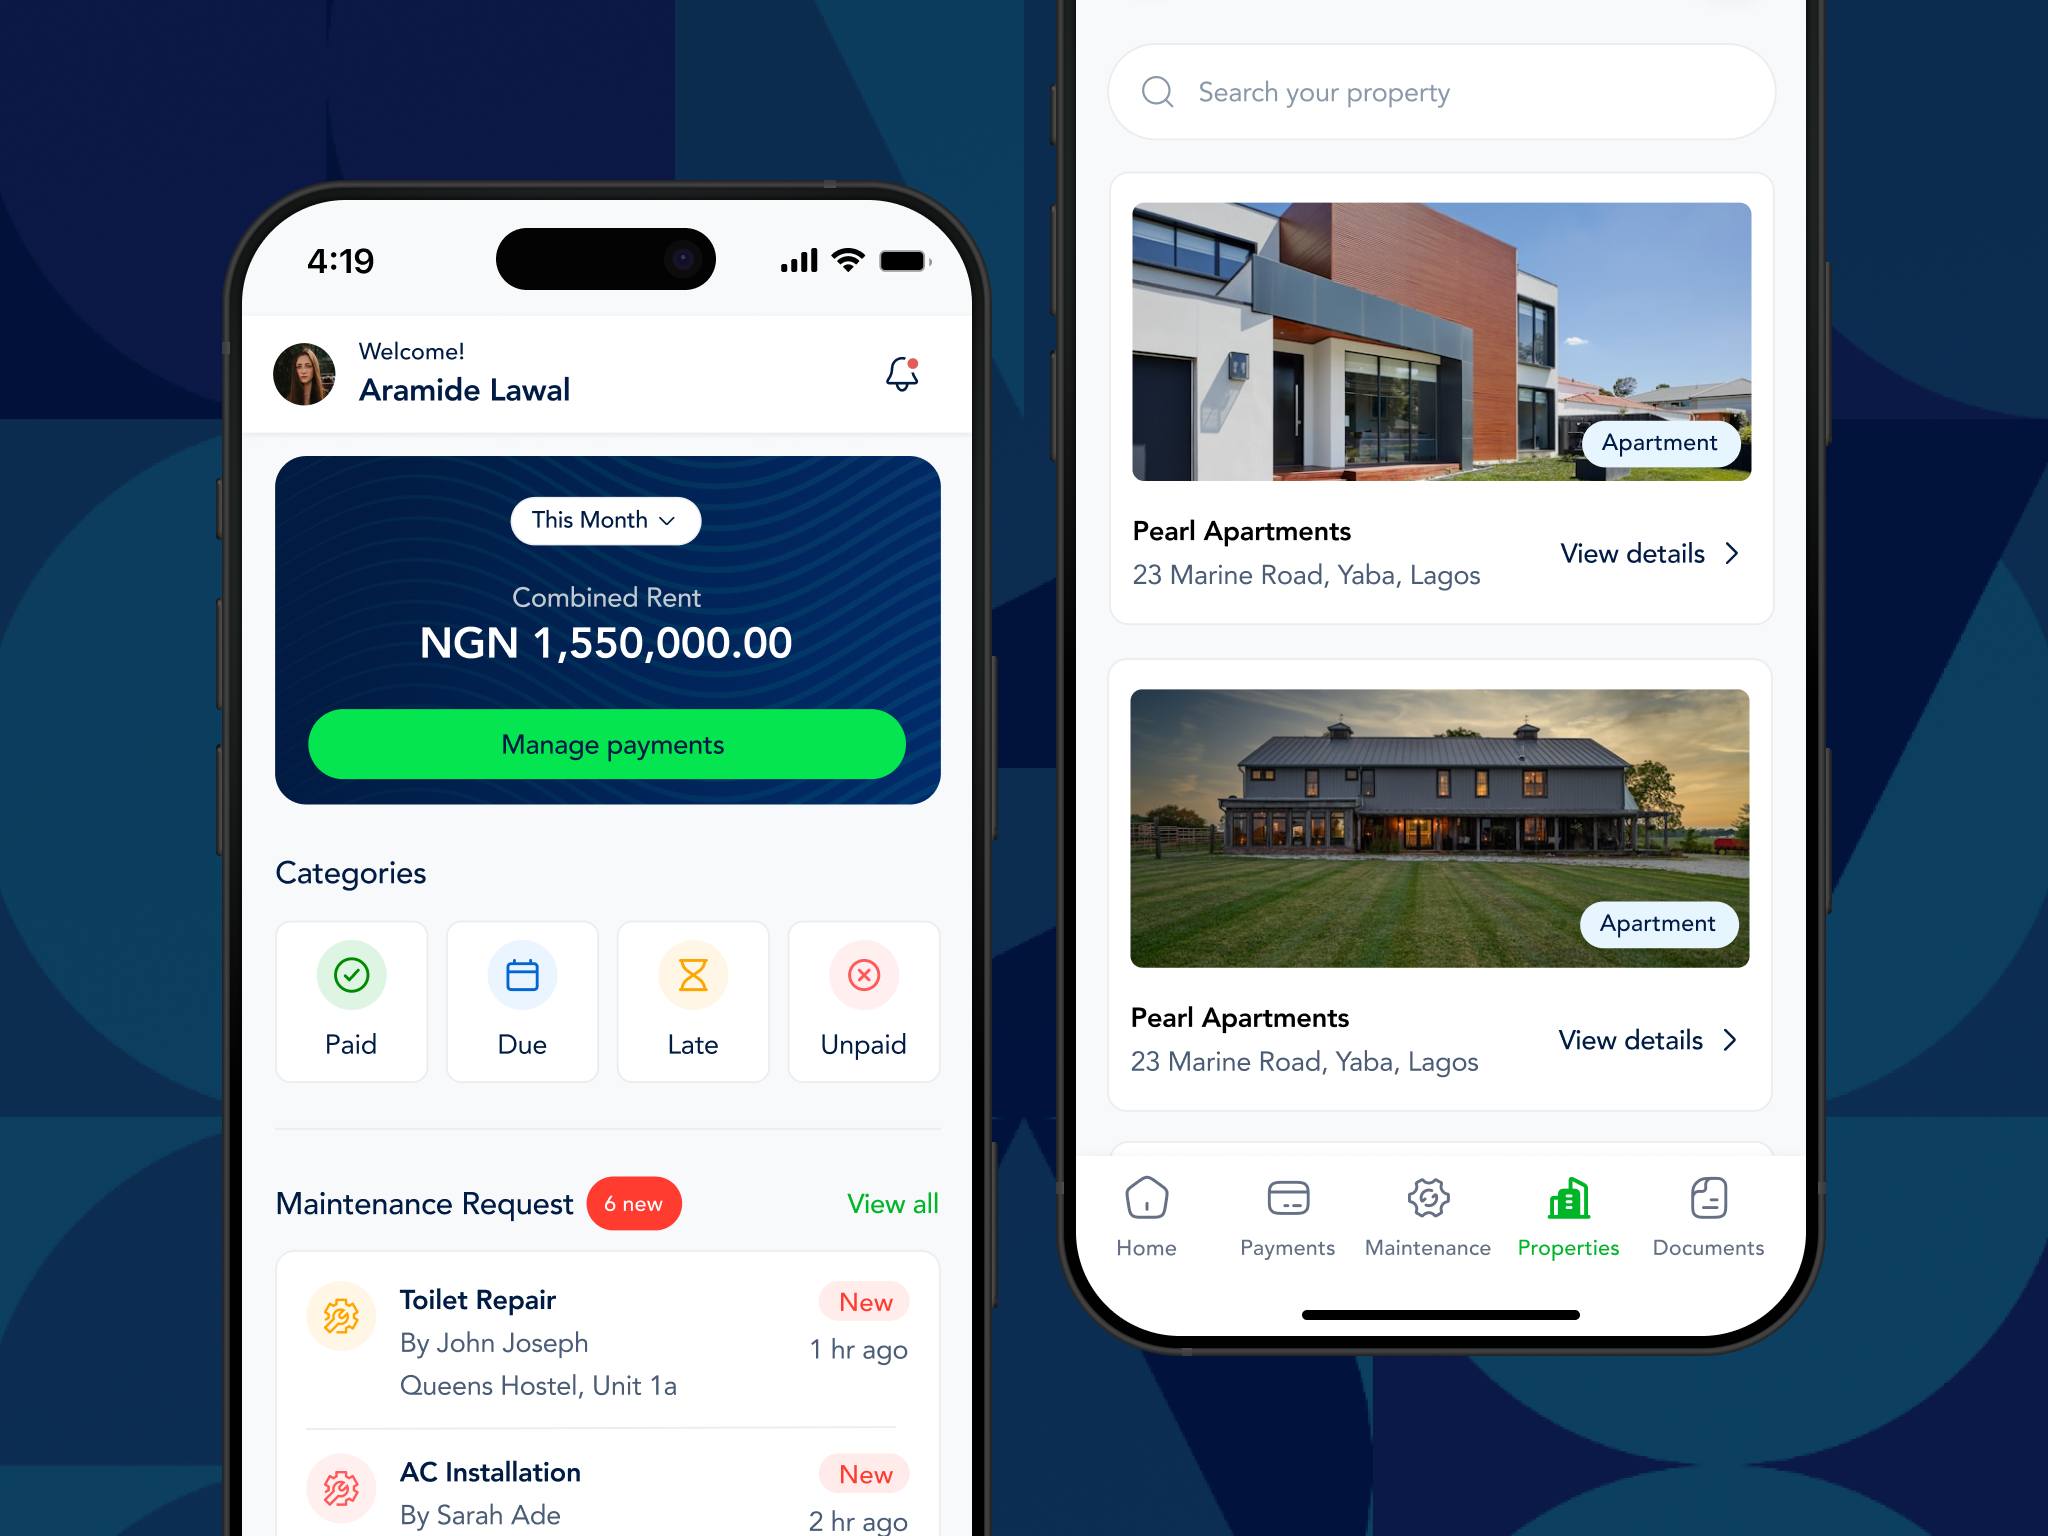 4:19
Welcome!
Aramide Lawal
This Month
Combined Rent
NGN 1,550,000.00
Manage payments
Categories
Paid
Due
Late
Unpaid
Maintenance Request
6 new
View all
Toilet Repair
New
By John Joseph
1 hr ago
Queens Hostel, Unit 1a
AC Installation
New
By Sarah Ade
2 hr ago
Search your property
Apartment
Pearl Apartments
View details
23 Marine Road, Yaba, Lagos
Apartment
Pearl Apartments
View details
23 Marine Road, Yaba, Lagos
Home
Payments
Maintenance
Properties
Documents